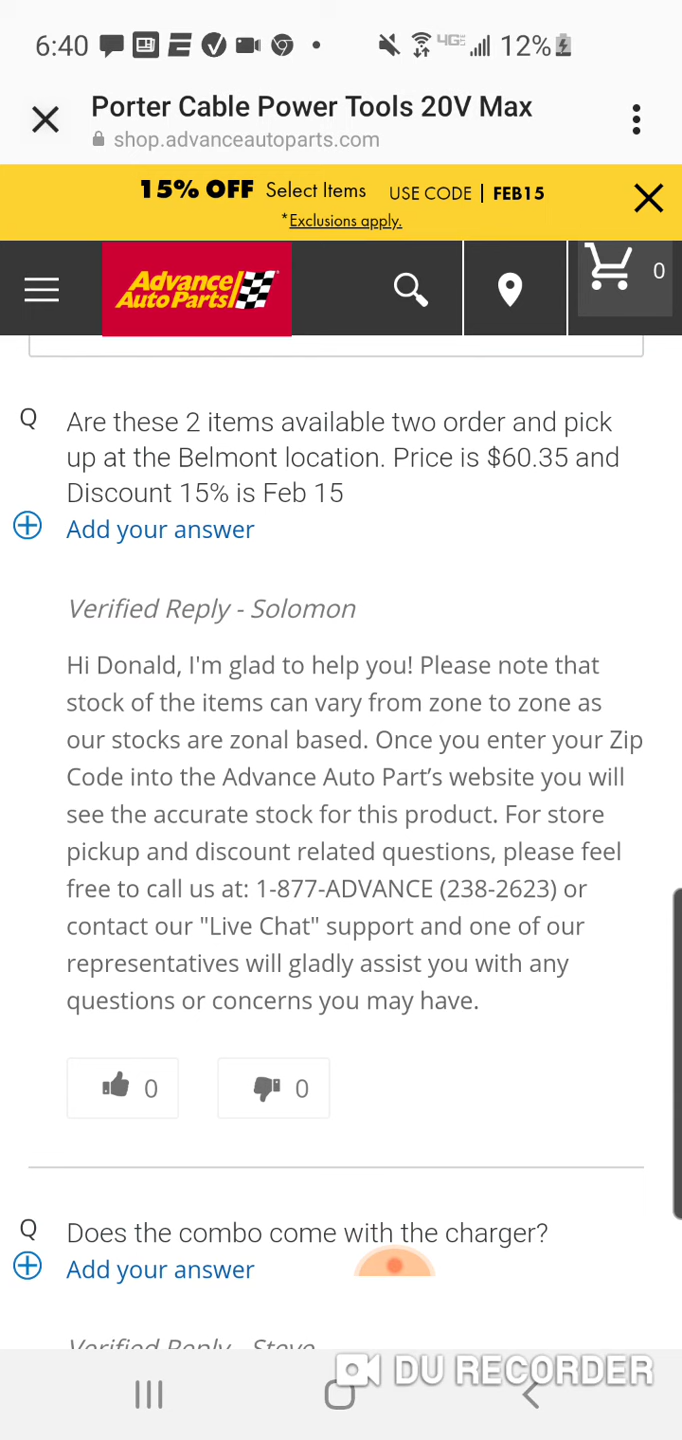 6:40 4GE 12%
Porter Cable Power Tools 20V Max
shop.advanceautoparts.com
15% OFF Select Items USE CODE | FEB15
*Exclusions apply.
Advance
Auto Parts
0
Q Are these 2 items available two order and pick
up at the Belmont location. Price is $60.35 and
Discount 15% is Feb 15
Add your answer
Verified Reply - Solomon
Hi Donald, I'm glad to help you! Please note that
stock of the items can vary from zone to zone as
our stocks are zonal based. Once you enter your Zip
Code into the Advance Auto Part’s website you will
see the accurate stock for this product. For store
pickup and discount related questions, please feel
free to call us at: 1-877-ADVANCE (238-2623) or
contact our "Live Chat" support and one of our
representatives will gladly assist you with any
questions or concerns you may have.
0 0
Q Does the combo come with the charger?
Add your answer
Verified Reply - Steve
DU RECORDER